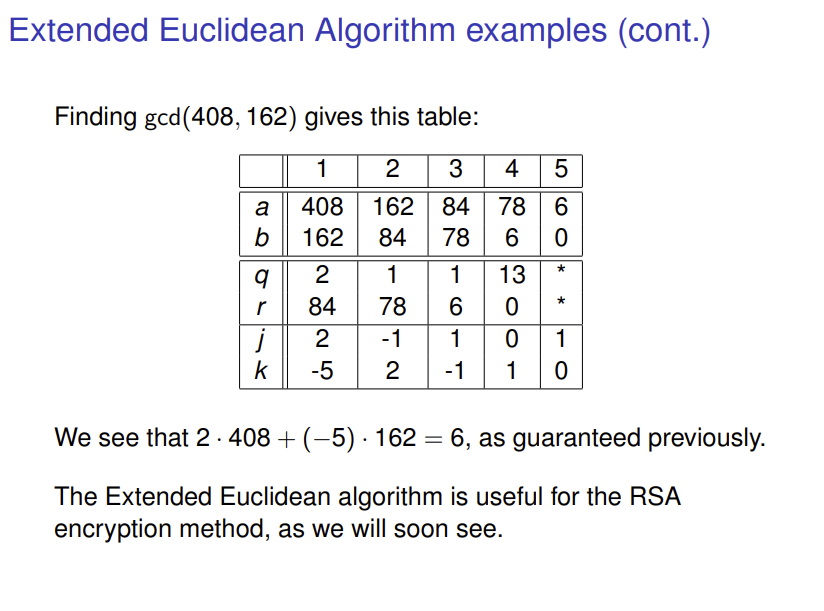 Extended Euclidean Algorithm examples (cont.)
Finding gcd(408, 162) gives this table:
1 2 3 4 5
a 408 162 84 78 6
b 162 84 78 6 0
q 2 1 1 13 *
r 84 78 6 0 *
j 2 -1 1 0 1
k -5 2 -1 1 0
We see that 2 · 408 + (−5) · 162 = 6, as guaranteed previously.
The Extended Euclidean algorithm is useful for the RSA
encryption method, as we will soon see.